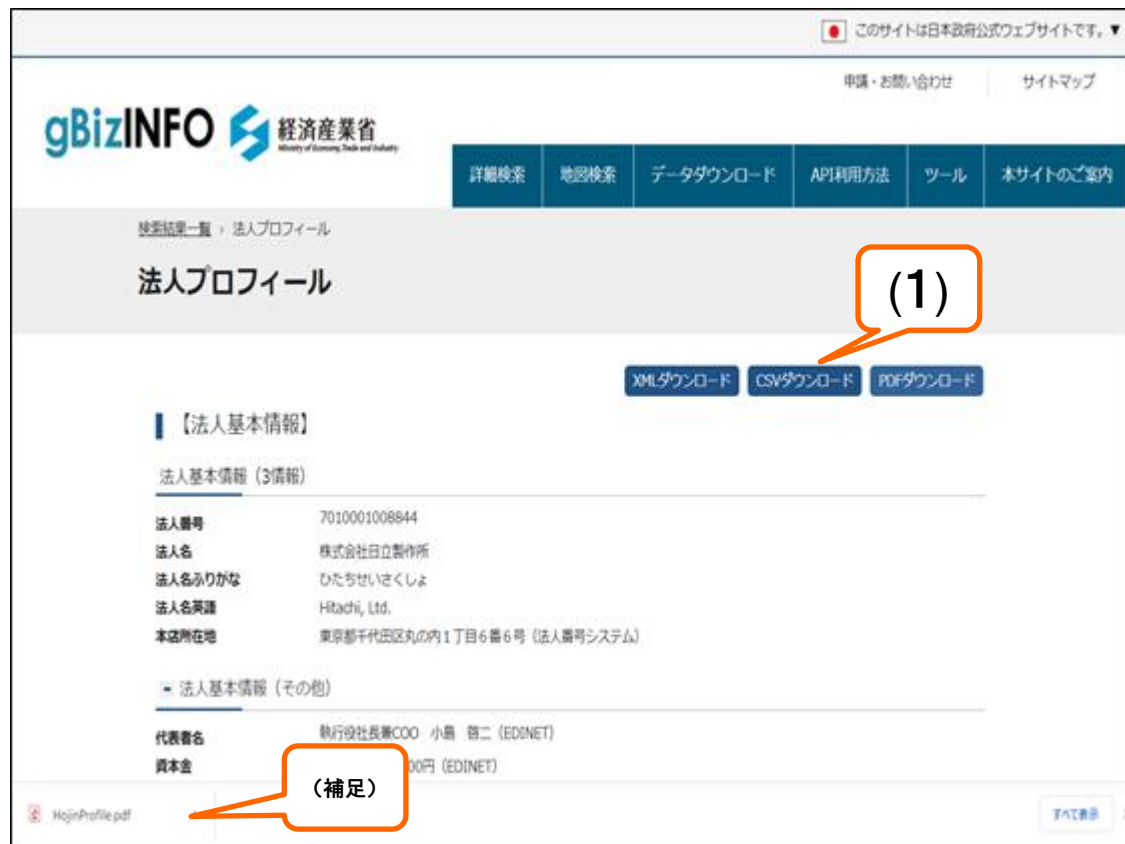 このサイトは日本政府公式ウェブサイトです。▼
申請・お問い合わせ サイトマップ
gBizINFO 経済産業省
Ministry of Economy, Trade and Industry
詳細検索 地図検索 データダウンロード API利用方法 ツール 本サイトのご案内
検索結果一覧 › 法人プロフィール
法人プロフィール
(1)
XMLダウンロード CSVダウンロード PDFダウンロード
【法人基本情報】
法人基本情報（3情報）
法人番号 7010001008844
法人名 株式会社日立製作所
法人名ふりがな ひたちせいさくしょ
法人名英語 Hitachi, Ltd.
本店所在地 東京都千代田区丸の内１丁目６番６号（法人番号システム）
法人基本情報（その他）
代表者名 執行役社長兼COO 小島 啓二（EDINET）
資本金 00円（EDINET）
（補足）
HojinProfile.pdf すべて表示